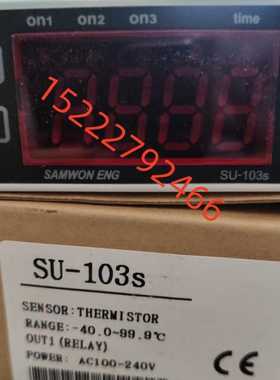 on1 on2 on3 time
15222792466
SAMWON ENG SU-103s
SU-103s
SENSOR:THERMISTOR
RANGE:-40.0~99.9℃
OUT1(RELAY)
POWER: AC100-240V
CE